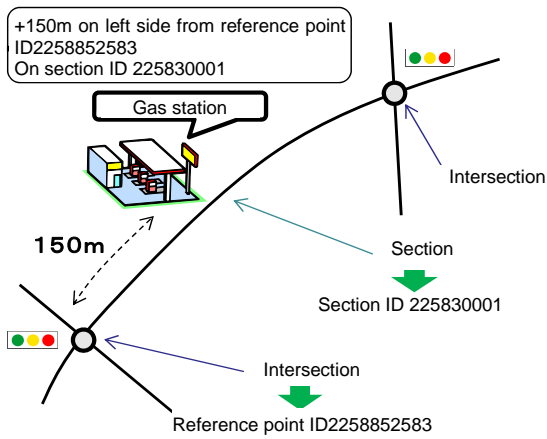 +150m on left side from reference point
ID2258852583
On section ID 225830001
Gas station
Intersection
150m
Section
Section ID 225830001
Intersection
Reference point ID2258852583